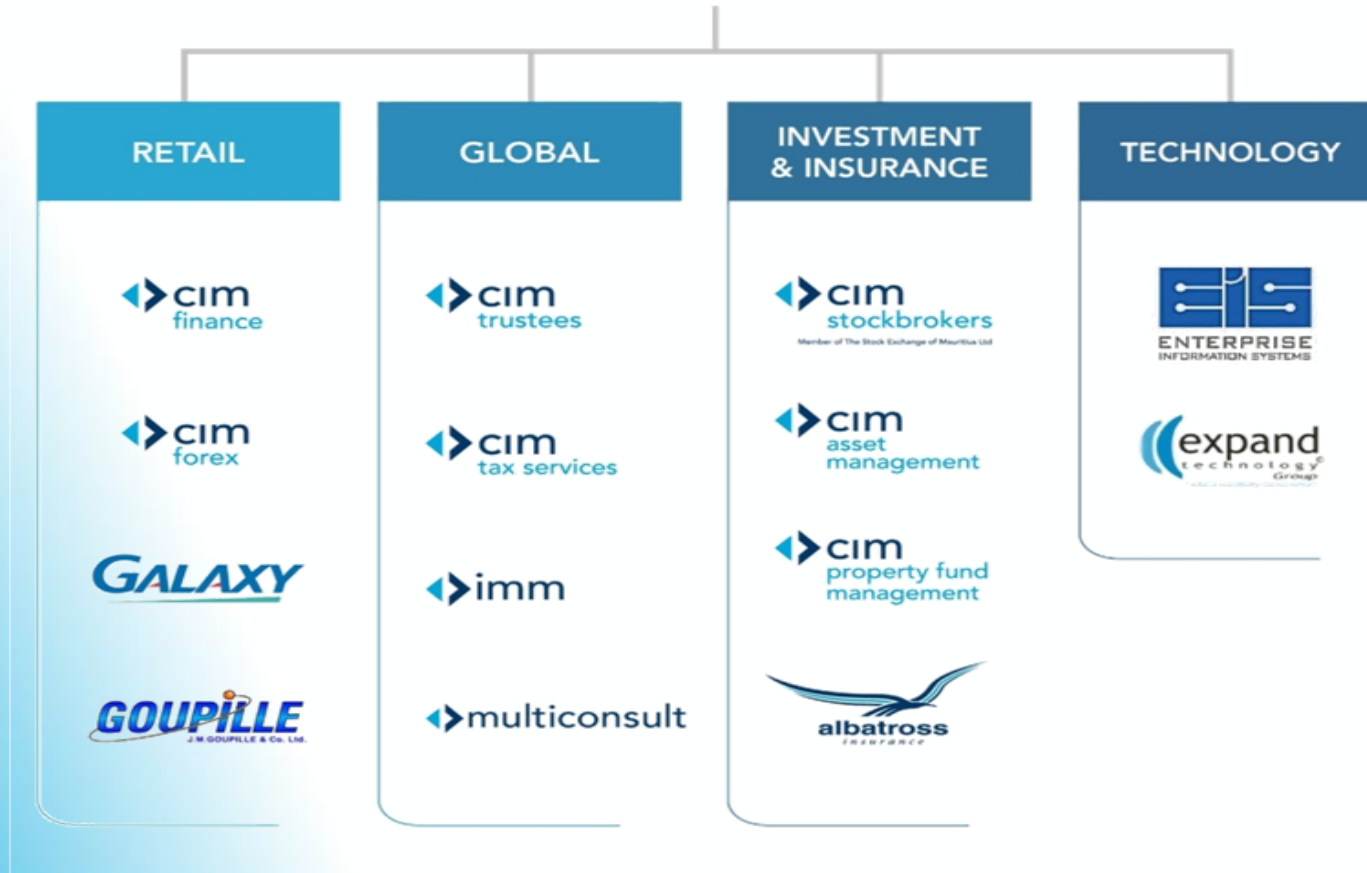 RETAIL
cim
finance
cim
forex
GALAXY
GOUPILLE
J.M.GOUPILLE & Co. Ltd.
GLOBAL
cim
trustees
cim
tax services
imm
multiconsult
INVESTMENT
& INSURANCE
cim
stockbrokers
Member of The Stock Exchange of Mauritius Ltd
cim
asset
management
cim
property fund
management
albatross
insurance
TECHNOLOGY
EIS
ENTERPRISE
INFORMATION SYSTEMS
expand
technology©
Group